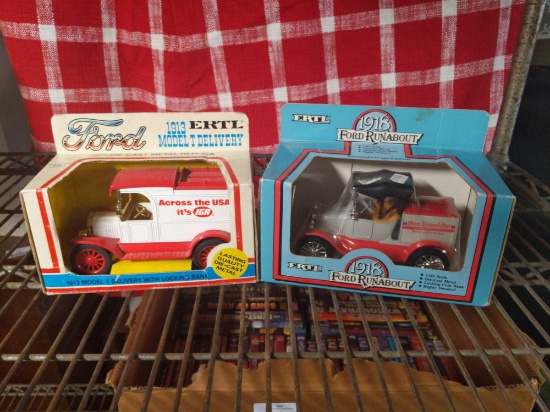 Ford
1913 ERTL
MODEL T DELIVERY
Across the USA
it's IGA
LASTING
QUALITY
DIE-CAST
METAL
1913 MODEL T DELIVERY WITH LOCKING BANK
ERTL
1918
FORD RUNABOUT
ERTL
1918
FORD RUNABOUT